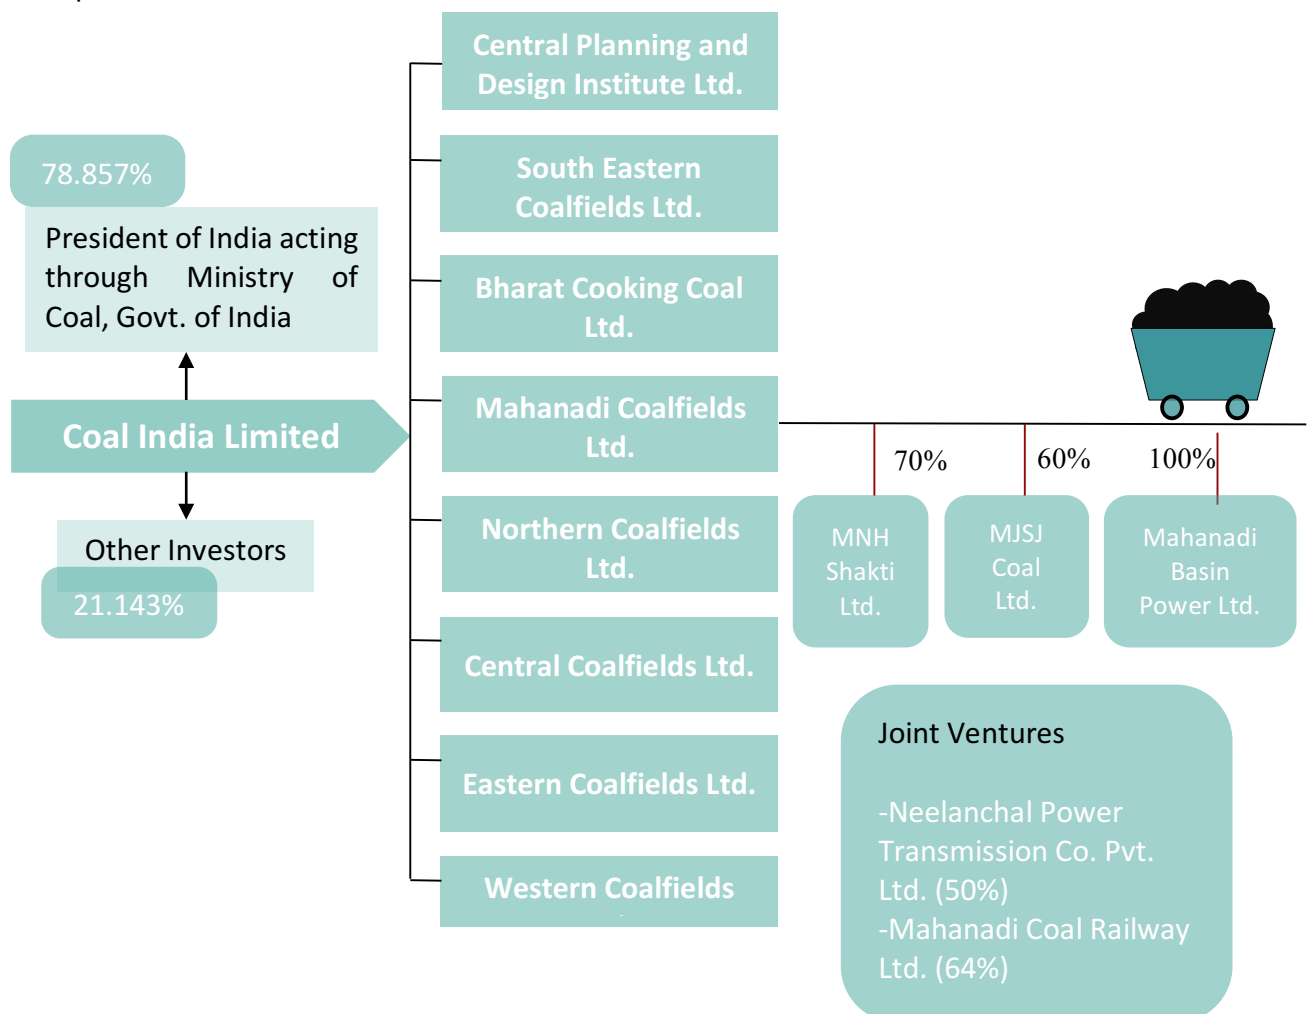 Central Planning and
Design Institute Ltd.
78.857%
South Eastern
Coalfields Ltd.
President of India acting
through Ministry of
Coal, Govt. of India
Bharat Cooking Coal
Ltd.
Coal India Limited
Mahanadi Coalfields
Ltd.
70%
60%
100%
Other Investors
21.143%
Northern Coalfields
Ltd.
MNH
Shakti
Ltd.
MJSJ
Coal
Ltd.
Mahanadi
Basin
Power Ltd.
Central Coalfields Ltd.
Eastern Coalfields Ltd.
Western Coalfields
Joint Ventures
-Neelanchal Power
Transmission Co. Pvt.
Ltd. (50%)
-Mahanadi Coal Railway
Ltd. (64%)